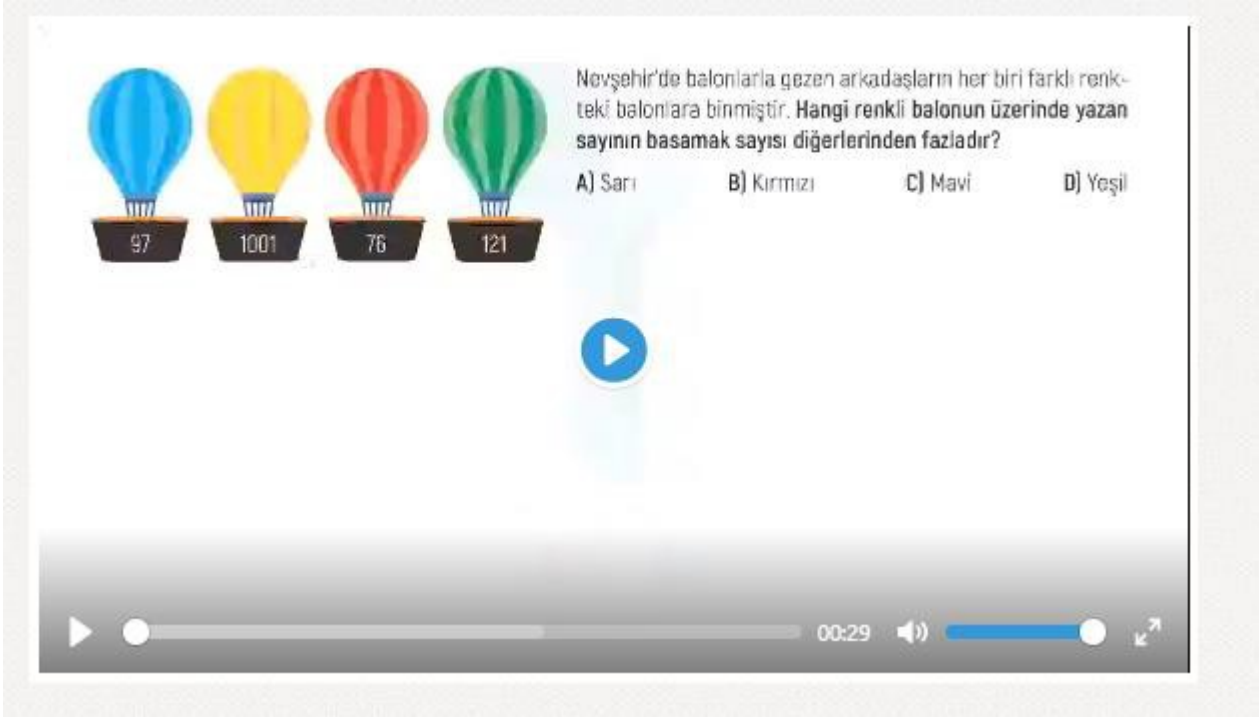 Nevşehir'de balonlarla gezen arkadaşların her biri farklı renk-
teki balonlara binmiştir. Hangi renkli balonun üzerinde yazan
sayının basamak sayısı diğerlerinden fazladır?
A) Sarı B) Kırmızı C) Mavi D) Yeşil
97 1001 76 121
00:29